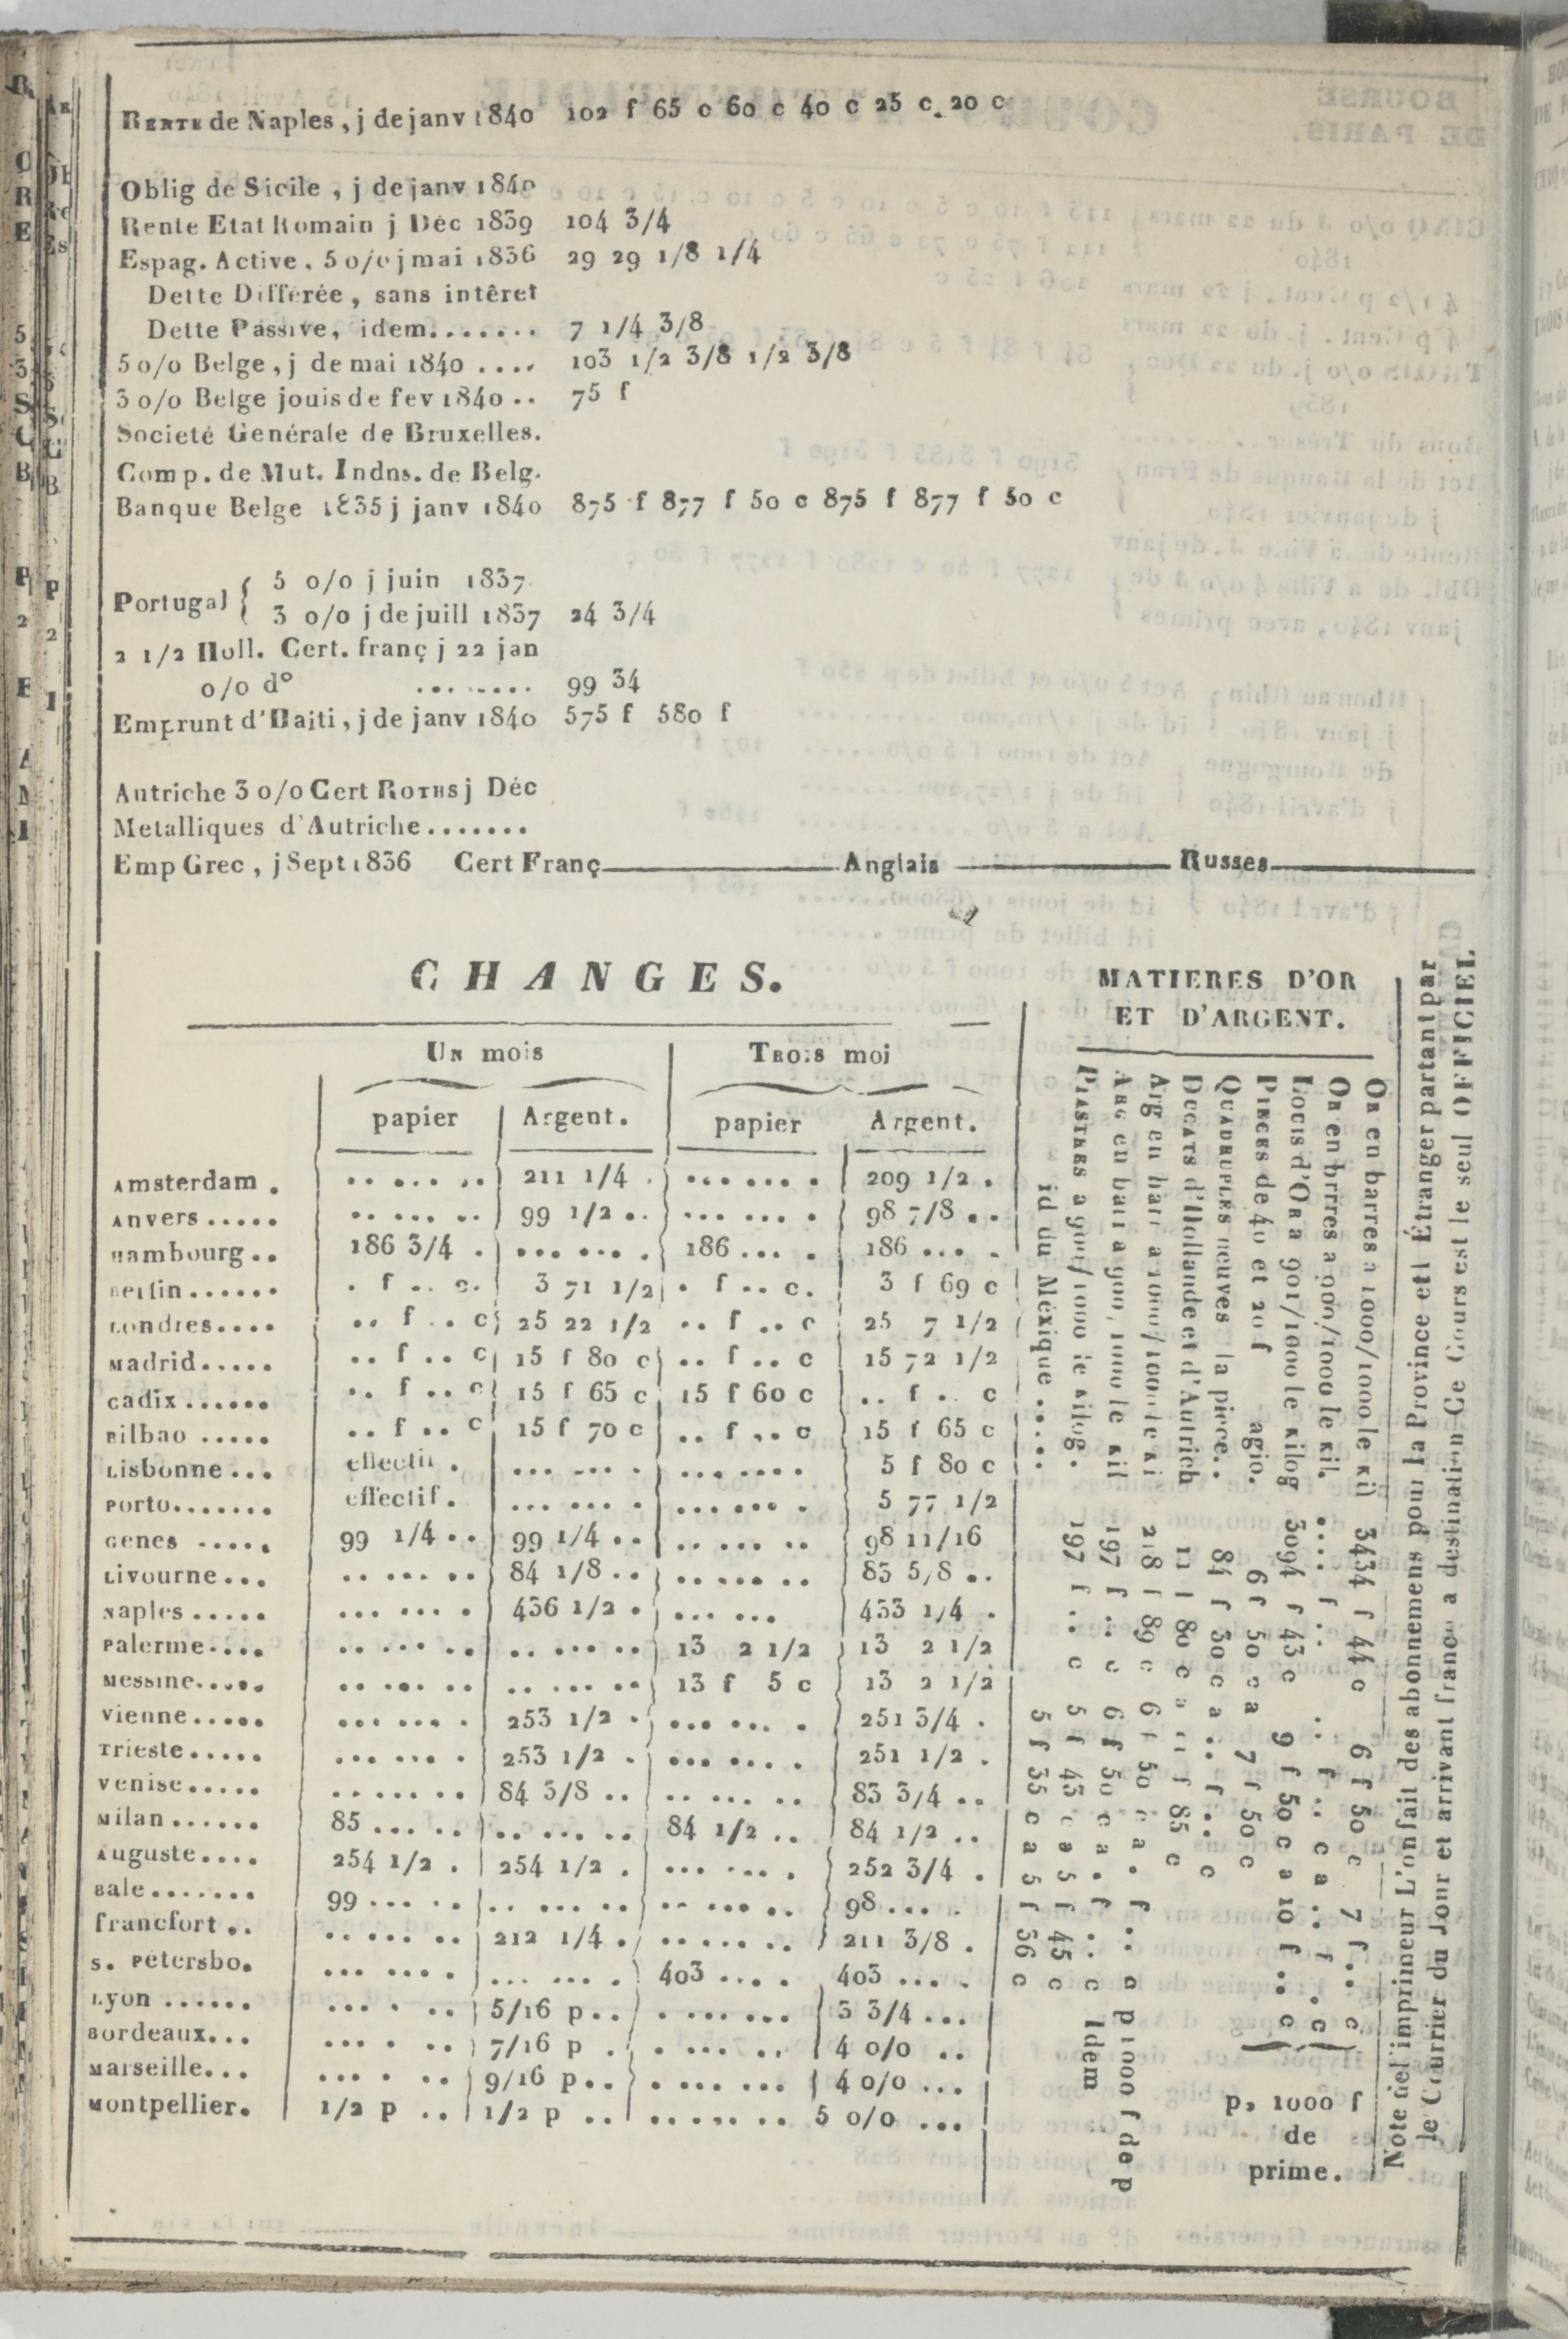 RENTE de Naples, j de janv 1840 102 f 65 c 60 c 40 c 25 c. 20 c
Oblig de Sicile, j de janv 1840
Rente Etat Romain j Déc 1839 104 3/4
Espag. Active. 5 o/o j mai 1836 29 29 1/8 1/4
Dette Différée, sans intêret
Dette Passive, idem....... 7 1/4 3/8
5 o/o Belge, j de mai 1840 .... 103 1/2 3/8 1/2 3/8
3 o/o Belge jouis de fev 1840 .. 75 f
Societé Genérale de Bruxelles.
Comp. de Mut. Indns. de Belg.
Banque Belge 1835 j janv 1840 875 f 877 f 50 c 875 f 877 f 50 c
Portugal { 5 o/o j juin 1837
3 o/o j de juill 1837 24 3/4
2 1/2 Holl. Cert. franç j 22 jan
o/o d° ........ 99 34
Emprunt d'Haiti, j de janv 1840 575 f 580 f
Autriche 3 o/o Cert ROTHS j Déc
Metalliques d'Autriche.......
Emp Grec, j Sept 1836 Cert Franç Anglais Russes
CHANGES.
UN mois TROIS moi
papier Argent. papier Argent.
Amsterdam . .. ... .. 211 1/4 . ... ... . 209 1/2 .
Anvers ..... .. ... .. 99 1/2 .. ... ... . 98 7/8 ..
Hambourg .. 186 3/4 . ... ... . 186 ... . 186 ... .
Berlin ...... . f .. c. 3 71 1/2 . f .. c. 3 f 69 c
Londres.... .. f .. c 25 22 1/2 .. f .. c 25 7 1/2
Madrid..... .. f .. c 15 f 80 c .. f .. c 15 72 1/2
Cadix ...... .. f .. c 15 f 65 c 15 f 60 c .. f .. c
Bilbao ..... .. f .. c 15 f 70 c .. f .. c 15 f 65 c
Lisbonne ... effectif . ... ... . ... .... 5 f 80 c
Porto....... effectif. ... ... . ... ... . 5 77 1/2
Genes ..... 99 1/4 .. 99 1/4 .. .. ... .. 98 11/16
Livourne ... .. ... .. 84 1/8 .. .. ... .. 83 5/8 ..
Naples ..... ... ... . 436 1/2 . ... ... 433 1/4 .
Palerme.... .. ... .. .. ... .. 13 2 1/2 13 2 1/2
Messine..... .. ... .. .. ... .. 13 f 5 c 13 2 1/2
Vienne ..... ... ... . 253 1/2 . ... ... . 251 3/4 .
Trieste ..... ... ... . 253 1/2 . ... ... . 251 1/2 .
Venise ..... .. ... .. 84 3/8 .. .. ... .. 83 3/4 ..
Milan ...... 85 ... .. .. ... .. 84 1/2 .. 84 1/2 ..
Auguste .... 254 1/2 . 254 1/2 . ... ... . 252 3/4 .
Bale ....... 99 ... .. .. ... .. .. ... .. 98 ... .
francfort .. .. ... .. 212 1/4 . .. ... .. 211 3/8 .
S. Pétersbo. ... ... . ... ... . 403 ... . 403 ... .
Lyon ...... ... . .. 5/16 p.. . ... ... 3 3/4 ...
Bordeaux... ... . .. 7/16 p . . ... .. 4 o/o ..
Marseille... ... . .. 9/16 p.. . ... ... 4 o/o ...
Montpellier. 1/2 p .. 1/2 p .. .. ... .. 5 o/o ...
MATIERES D'OR
ET D'ARGENT.
OR en barres à 1000/1000 le Kil 3434 f 44 c 6 f 50 c 7 f .. c
OR en brres a 900/1000 le Kil. .... f .. .. f .. c a .. f .. c
LOUIS d'OR a 901/1000 le Kilog 3094 f 43 c 9 f 50 c a 10 f .. c
PIECES de 40 et 20 f agio. 6 f 50 c a 7 f 50 c
QUADRUPLES neuves la piece.. 84 f 30 c a .. f .. c
DUCATS d'Hollande et d'Autrich 11 f 80 c a 11 f 85 c
Arg en barr a 1000/1000 le Ki 218 f 89 c 6 f 50 c a . f .. c p 1000 f de p
ARG en barr a 900/1000 le Kil 197 f .. c 6 f 50 c a . f .. c Idem
PIASTRES a 900/1000 le Kilog. 197 f .. c 5 f 43 c a 5 f 45 c
id du Méxique ..... 5 f 35 c a 5 f 36 c
p, 1000 f
de
prime.
Note del'imprimeur L'on fait des abonnemens pour la Province et l Étranger partant par
le Courrier du Jour et arrivant franco a destination Ce Cours est le seul OFFICIEL